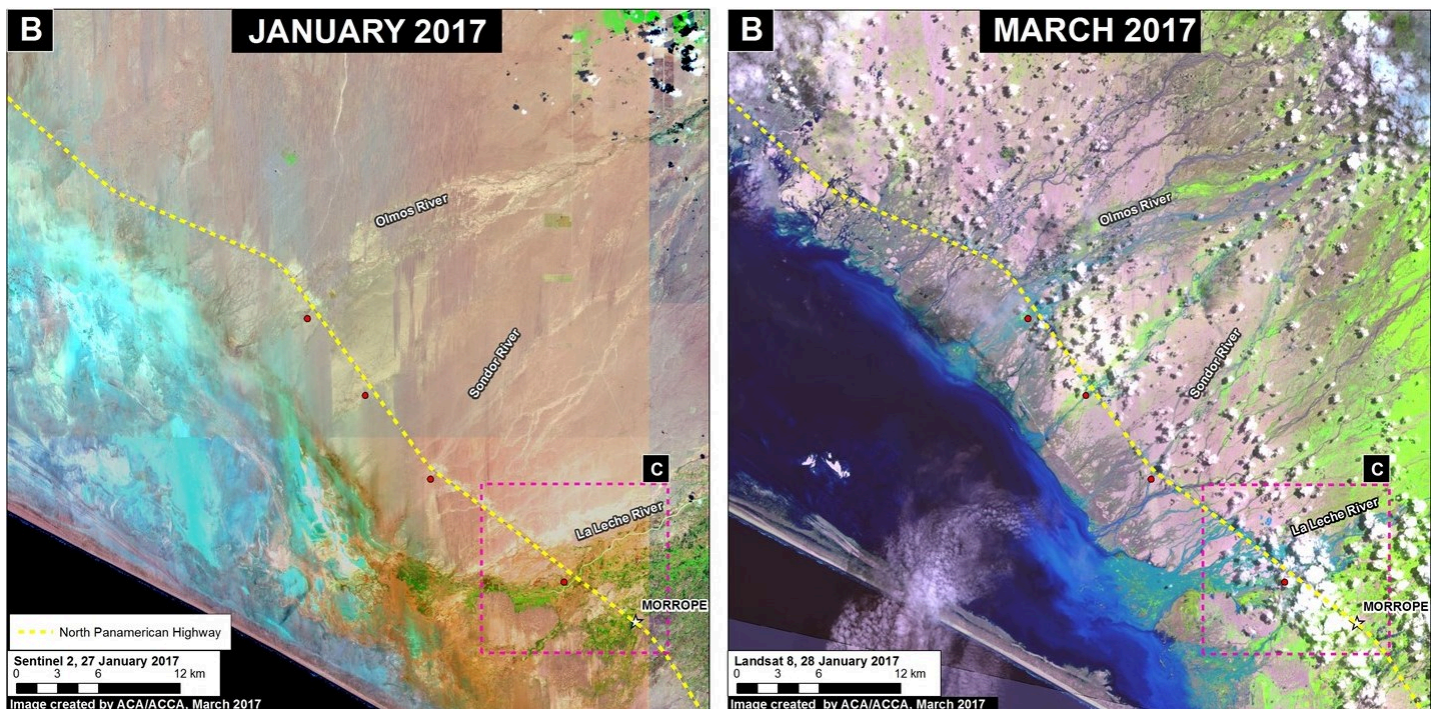 B
JANUARY 2017
Olmos River
Sondor River
C
La Leche River
MORROPE
North Panamerican Highway
Sentinel 2, 27 January 2017
0 3 6 12 km
Image created by ACA/ACCA, March 2017
B
MARCH 2017
Olmos River
Sondor River
C
La Leche River
MORROPE
Landsat 8, 28 January 2017
0 3 6 12 km
Image created by ACA/ACCA, March 2017